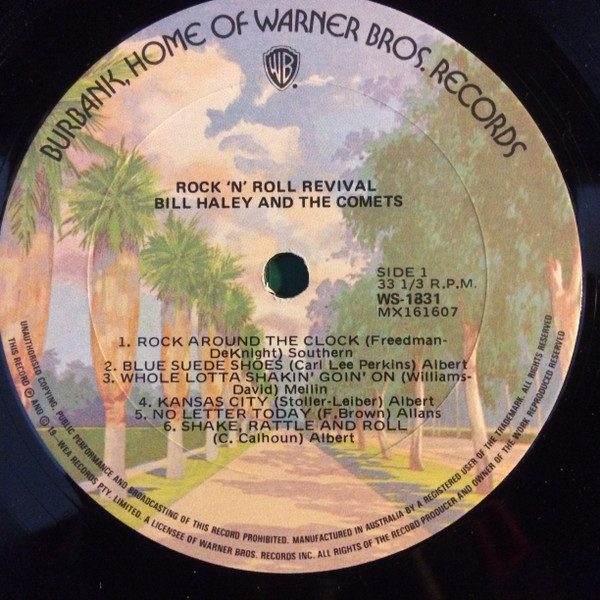 BURBANK, HOME OF WARNER BROS. RECORDS
WB
ROCK 'N' ROLL REVIVAL
BILL HALEY AND THE COMETS
SIDE 1
33 1/3 R.P.M.
WS-1831
MX161607
1. ROCK AROUND THE CLOCK (Freedman-
DeKnight) Southern
2. BLUE SUEDE SHOES (Carl Lee Perkins) Albert
3. WHOLE LOTTA SHAKIN' GOIN' ON (Williams-
David) Mellin
4. KANSAS CITY (Stoller-Leiber) Albert
5. NO LETTER TODAY (F.Brown) Allans
6. SHAKE, RATTLE AND ROLL
(C. Calhoun) Albert
UNAUTHORISED COPYING, PUBLIC PERFORMANCE AND BROADCASTING OF THIS RECORD PROHIBITED. MANUFACTURED IN AUSTRALIA BY A REGISTERED USER OF THE TRADEMARK. ALL RIGHTS RESERVED
THIS RECORD ℗ AND © 19 -WEA RECORDS PTY. LIMITED. A LICENSEE OF WARNER BROS. RECORDS INC. ALL RIGHTS OF THE RECORD PRODUCER AND OWNER OF THE WORK REPRODUCED RESERVED